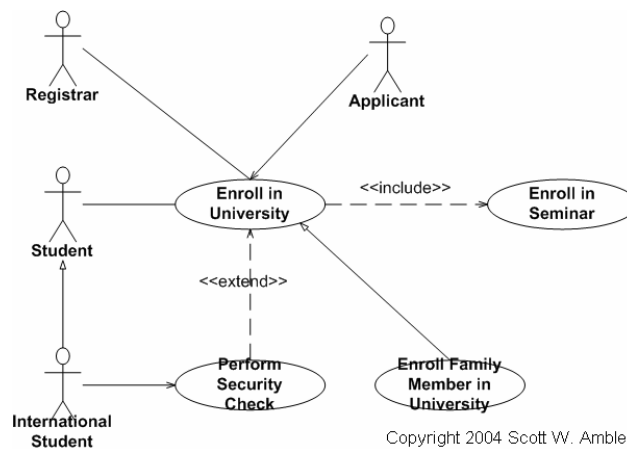 Registrar
Applicant
Enroll in
University
<<include>>
Enroll in
Seminar
Student
<<extend>>
International
Student
Perform
Security
Check
Enroll Family
Member in
University
Copyright 2004 Scott W. Amble